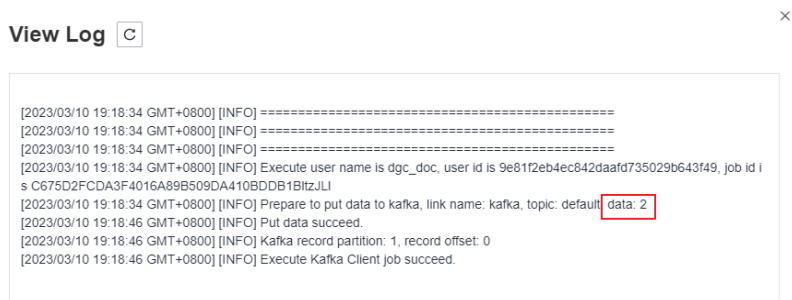 View Log
[2023/03/10 19:18:34 GMT+0800] [INFO] ===============================================
[2023/03/10 19:18:34 GMT+0800] [INFO] ===============================================
[2023/03/10 19:18:34 GMT+0800] [INFO] ===============================================
[2023/03/10 19:18:34 GMT+0800] [INFO] Execute user name is dgc_doc, user id is 9e81f2eb4ec842daafd735029b643f49, job id i
s C675D2FCDA3F4016A89B509DA410BDDB1BItzJLI
[2023/03/10 19:18:34 GMT+0800] [INFO] Prepare to put data to kafka, link name: kafka, topic: default, data: 2
[2023/03/10 19:18:46 GMT+0800] [INFO] Put data succeed.
[2023/03/10 19:18:46 GMT+0800] [INFO] Kafka record partition: 1, record offset: 0
[2023/03/10 19:18:46 GMT+0800] [INFO] Execute Kafka Client job succeed.